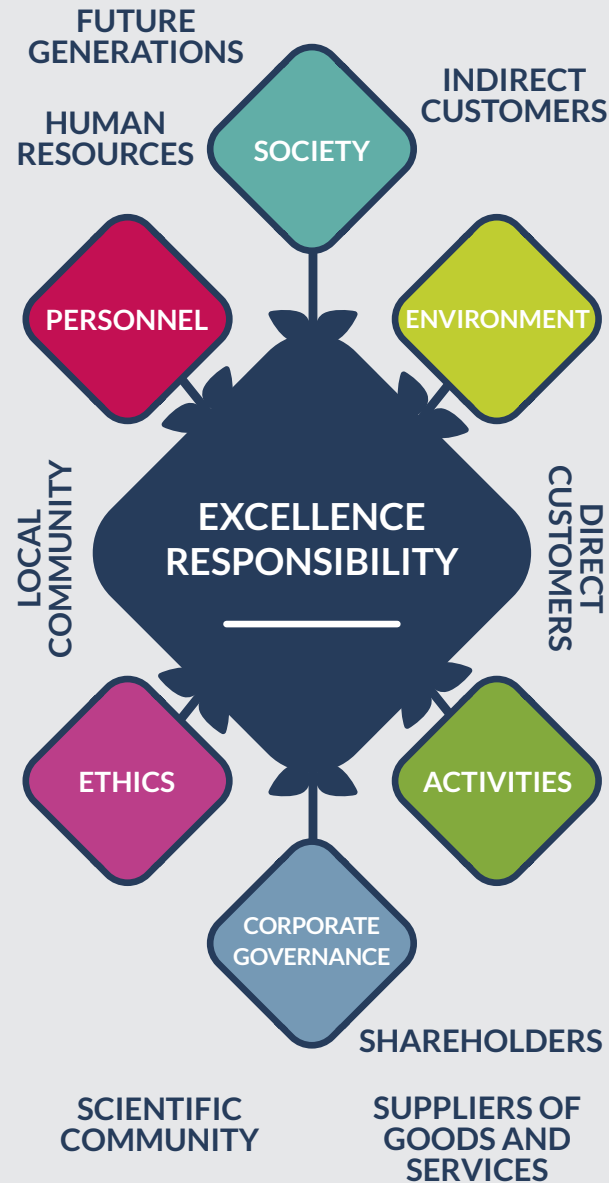 FUTURE
GENERATIONS
INDIRECT
CUSTOMERS
HUMAN
RESOURCES
SOCIETY
PERSONNEL
ENVIRONMENT
EXCELLENCE
RESPONSIBILITY
LOCAL
COMMUNITY
DIRECT
CUSTOMERS
ETHICS
ACTIVITIES
CORPORATE
GOVERNANCE
SHAREHOLDERS
SCIENTIFIC
COMMUNITY
SUPPLIERS OF
GOODS AND
SERVICES